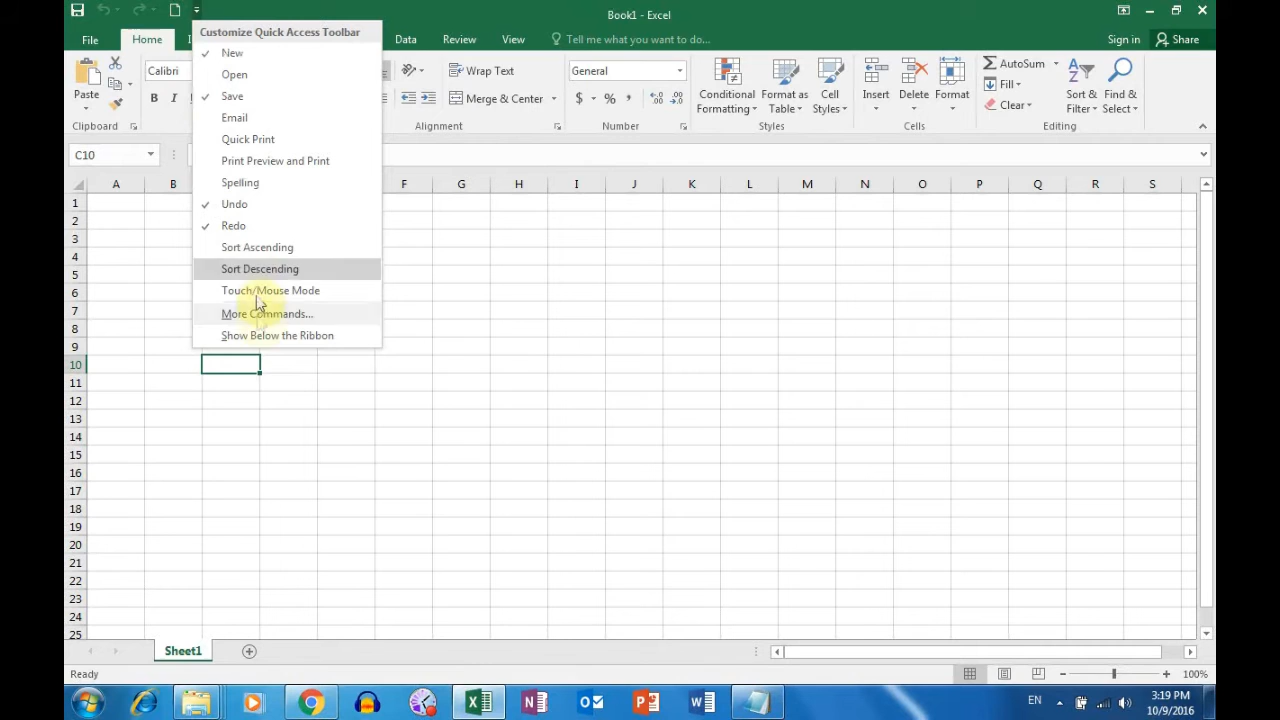 Book1 - Excel
File Home Data Review View Tell me what you want to do... Sign in Share
Customize Quick Access Toolbar
New
Open
Save
Email
Quick Print
Print Preview and Print
Spelling
Undo
Redo
Sort Ascending
Sort Descending
Touch/Mouse Mode
More Commands...
Show Below the Ribbon
Paste
Calibri
B I
Clipboard
Wrap Text
Merge & Center
Alignment
General
$ % ,
Number
Conditional Formatting
Format as Table
Cell Styles
Styles
Insert Delete Format
Cells
AutoSum
Fill
Clear
Sort & Filter
Find & Select
Editing
C10
A B F G H I J K L M N O P Q R S
1
2
3
4
5
6
7
8
9
10
11
12
13
14
15
16
17
18
19
20
21
22
23
24
25
Sheet1
Ready
100%
EN
3:19 PM
10/9/2016